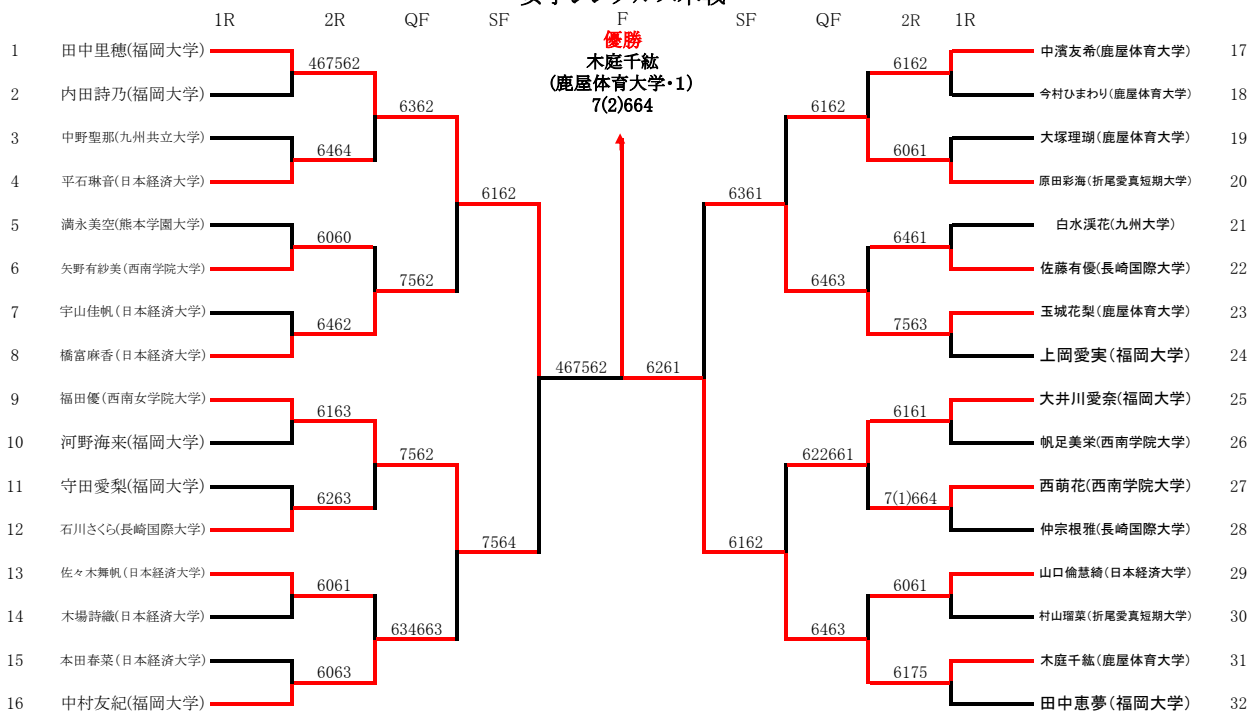 1R 2R QF SF F SF QF 2R 1R
優勝
木庭千紘
(鹿屋体育大学・1)
7(2)664
1 田中里穂(福岡大学)
2 内田詩乃(福岡大学)
3 中野聖那(九州共立大学)
4 平石琳音(日本経済大学)
5 満永美空(熊本学園大学)
6 矢野有紗美(西南学院大学)
7 宇山佳帆(日本経済大学)
8 橋富麻香(日本経済大学)
9 福田優(西南女学院大学)
10 河野海来(福岡大学)
11 守田愛梨(福岡大学)
12 石川さくら(長崎国際大学)
13 佐々木舞帆(日本経済大学)
14 木場詩織(日本経済大学)
15 本田春菜(日本経済大学)
16 中村友紀(福岡大学)
467562
6464
6060
6462
6163
6263
6061
6063
6362
7562
7562
634663
6162
7564
467562
6261
6361
6162
6162
6463
622661
6463
6162
6061
6461
7563
6161
7(1)664
6061
6175
中濱友希(鹿屋体育大学) 17
今村ひまわり(鹿屋体育大学) 18
大塚理瑚(鹿屋体育大学) 19
原田彩海(折尾愛真短期大学) 20
白水渓花(九州大学) 21
佐藤有優(長崎国際大学) 22
玉城花梨(鹿屋体育大学) 23
上岡愛実(福岡大学) 24
大井川愛奈(福岡大学) 25
帆足美栄(西南学院大学) 26
西萌花(西南学院大学) 27
仲宗根雅(長崎国際大学) 28
山口倫慧綺(日本経済大学) 29
村山瑠菜(折尾愛真短期大学) 30
木庭千紘(鹿屋体育大学) 31
田中恵夢(福岡大学) 32